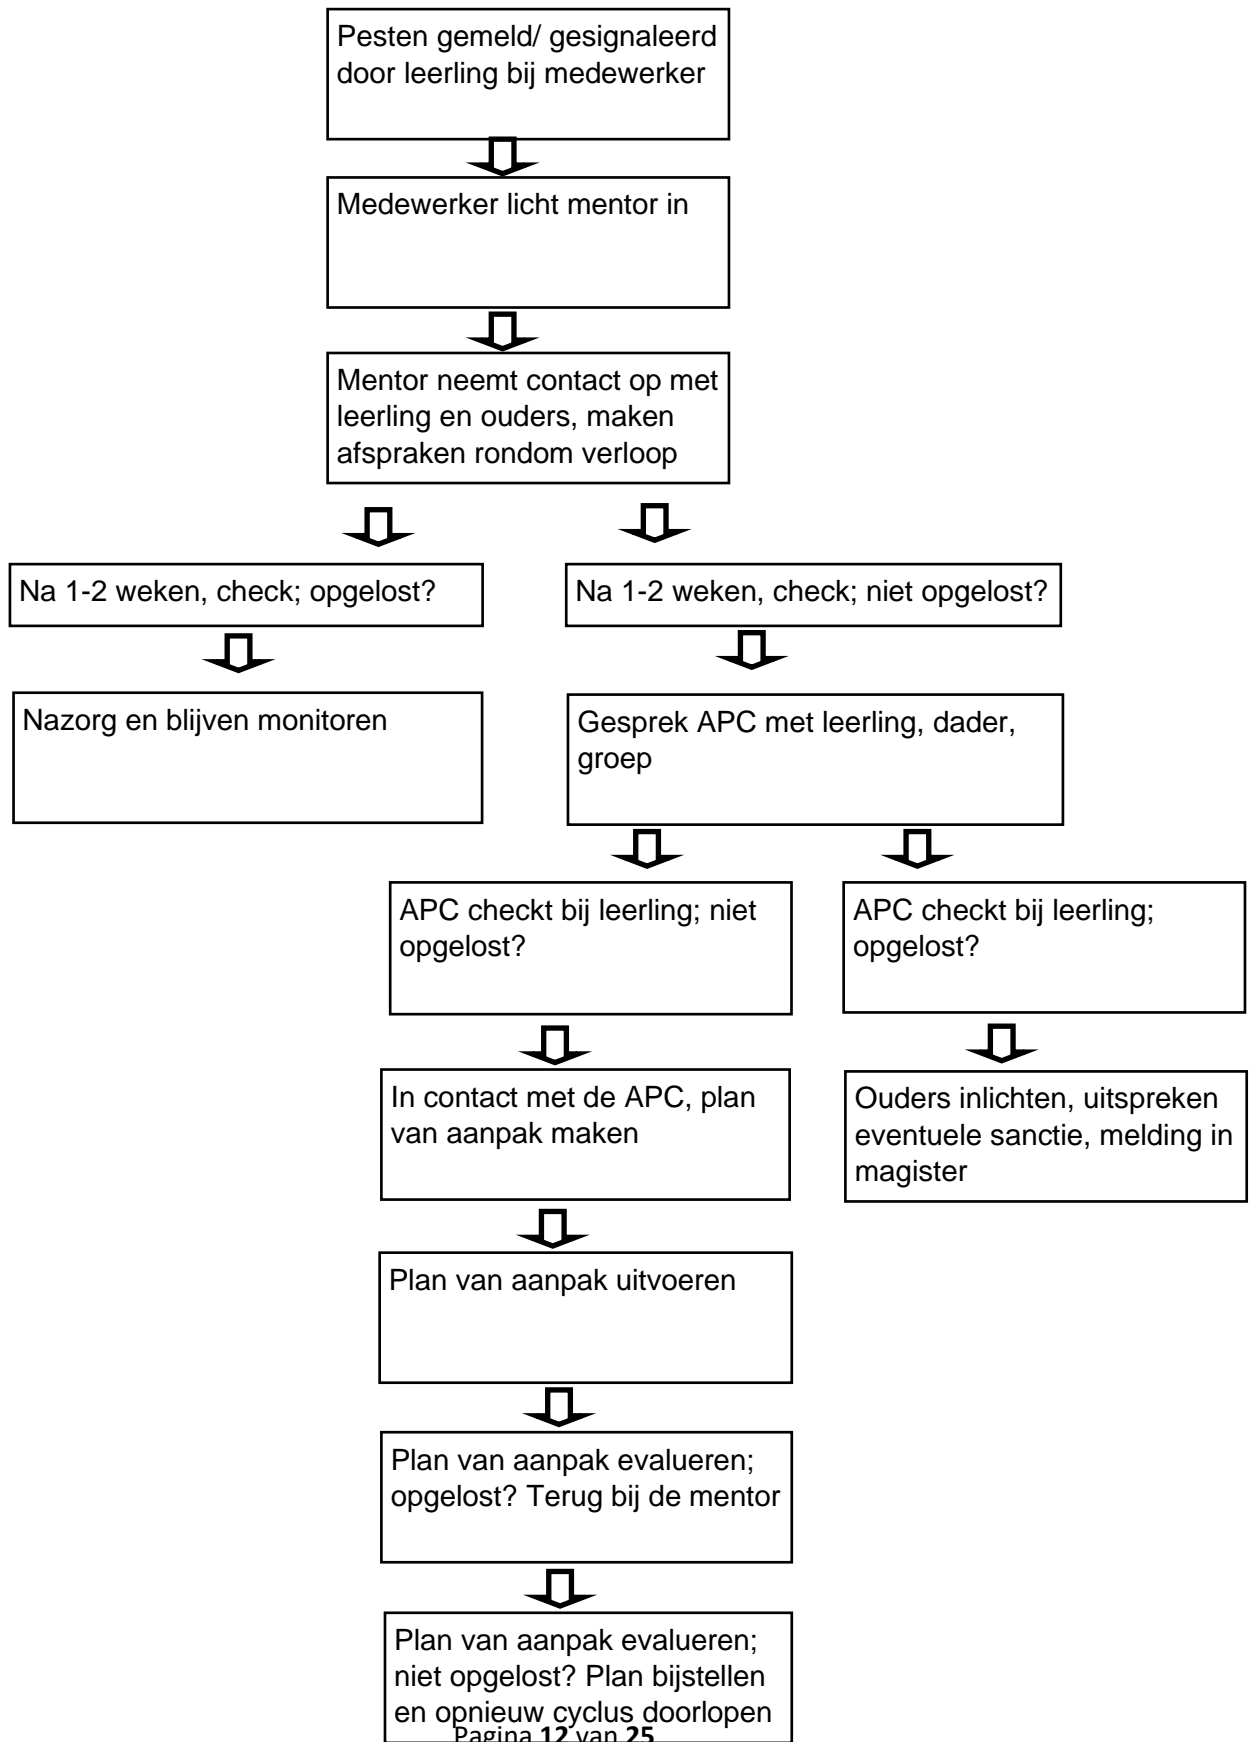 Pesten gemeld/ gesignaleerd
door leerling bij medewerker
Medewerker licht mentor in
Mentor neemt contact op met
leerling en ouders, maken
afspraken rondom verloop
Na 1-2 weken, check; opgelost?
Na 1-2 weken, check; niet opgelost?
Nazorg en blijven monitoren
Gesprek APC met leerling, dader,
groep
APC checkt bij leerling; niet
opgelost?
APC checkt bij leerling;
opgelost?
In contact met de APC, plan
van aanpak maken
Ouders inlichten, uitspreken
eventuele sanctie, melding in
magister
Plan van aanpak uitvoeren
Plan van aanpak evalueren;
opgelost? Terug bij de mentor
Plan van aanpak evalueren;
niet opgelost? Plan bijstellen
en opnieuw cyclus doorlopen
Pagina 12 van 25